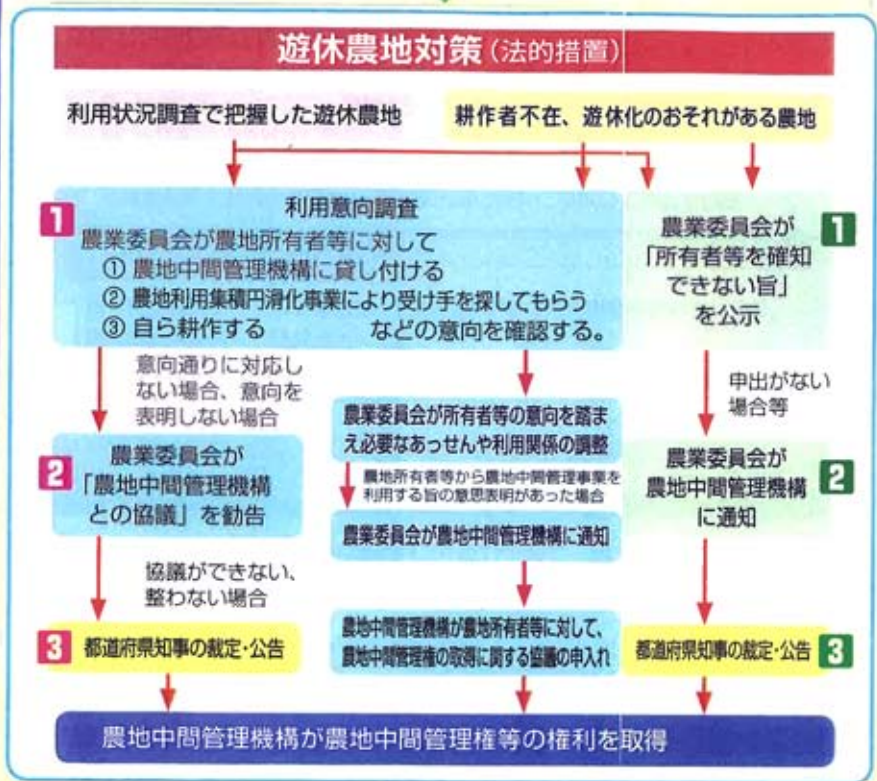 遊休農地対策(法的措置)
利用状況調査で把握した遊休農地
耕作者不在、遊休化のおそれがある農地
1
利用意向調査
農業委員会が農地所有者等に対して
① 農地中間管理機構に貸し付ける
② 農地利用集積円滑化事業により受け手を探してもらう
③ 自ら耕作する などの意向を確認する。
意向通りに対応し
ない場合、意向を
表明しない場合
2
農業委員会が
「農地中間管理機構
との協議」を勧告
協議ができない、
整わない場合
3
都道府県知事の裁定・公告
農業委員会が所有者等の意向を踏ま
え必要なあっせんや利用関係の調整
農地所有者等から農地中間管理事業を
利用する旨の意思表明があった場合
農業委員会が農地中間管理機構に通知
農地中間管理機構が農地所有者等に対して、
農地中間管理権の取得に関する協議の申入れ
1
農業委員会が
「所有者等を確知
できない旨」
を公示
申出がない
場合等
2
農業委員会が
農地中間管理機構
に通知
都道府県知事の裁定・公告
3
農地中間管理機構が農地中間管理権等の権利を取得